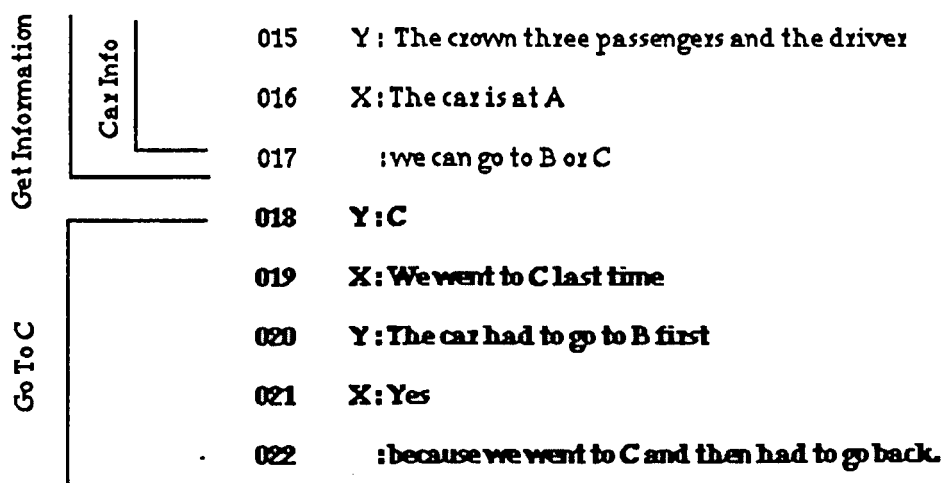 Get Information
Car Info
015 Y: The crown three passengers and the driver
016 X: The car is at A
017 : we can go to B or C
Go To C
018 Y: C
019 X: We went to C last time
020 Y: The car had to go to B first
021 X: Yes
022 : because we went to C and then had to go back.